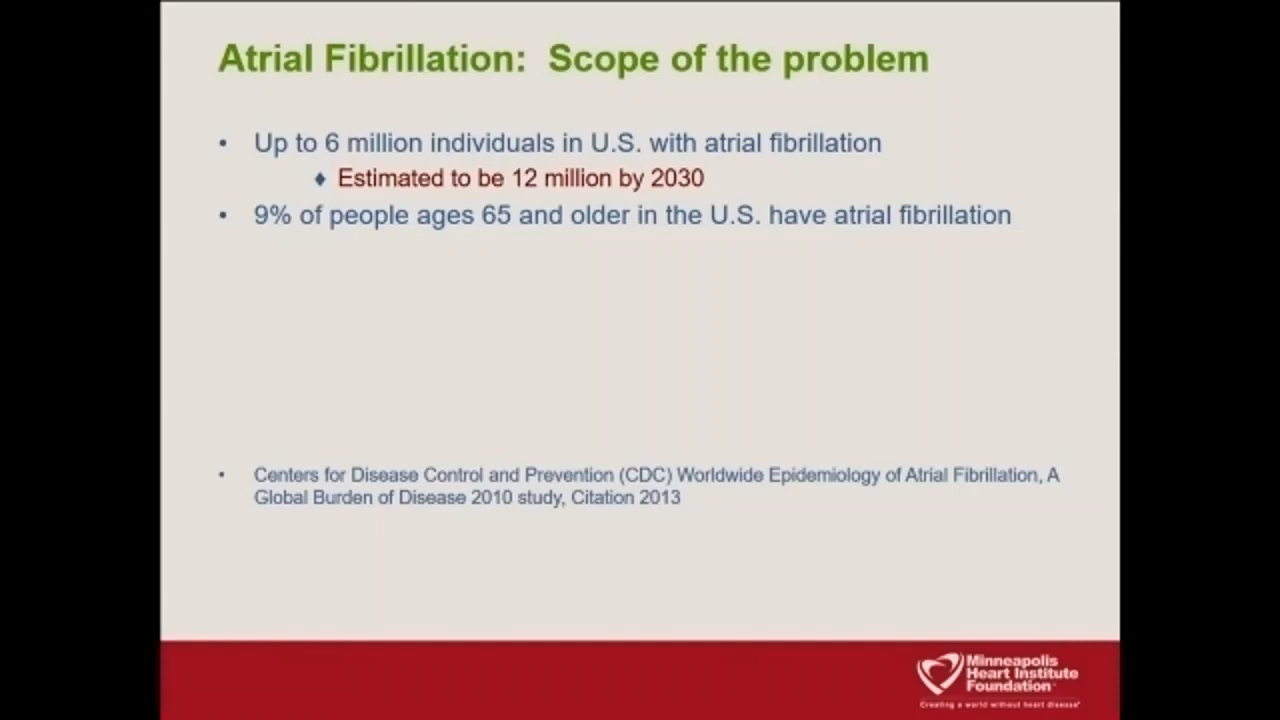 Atrial Fibrillation: Scope of the problem
• Up to 6 million individuals in U.S. with atrial fibrillation
♦ Estimated to be 12 million by 2030
• 9% of people ages 65 and older in the U.S. have atrial fibrillation
• Centers for Disease Control and Prevention (CDC) Worldwide Epidemiology of Atrial Fibrillation, A
Global Burden of Disease 2010 study, Citation 2013
Minneapolis
Heart Institute
Foundation
Creating a world without heart disease